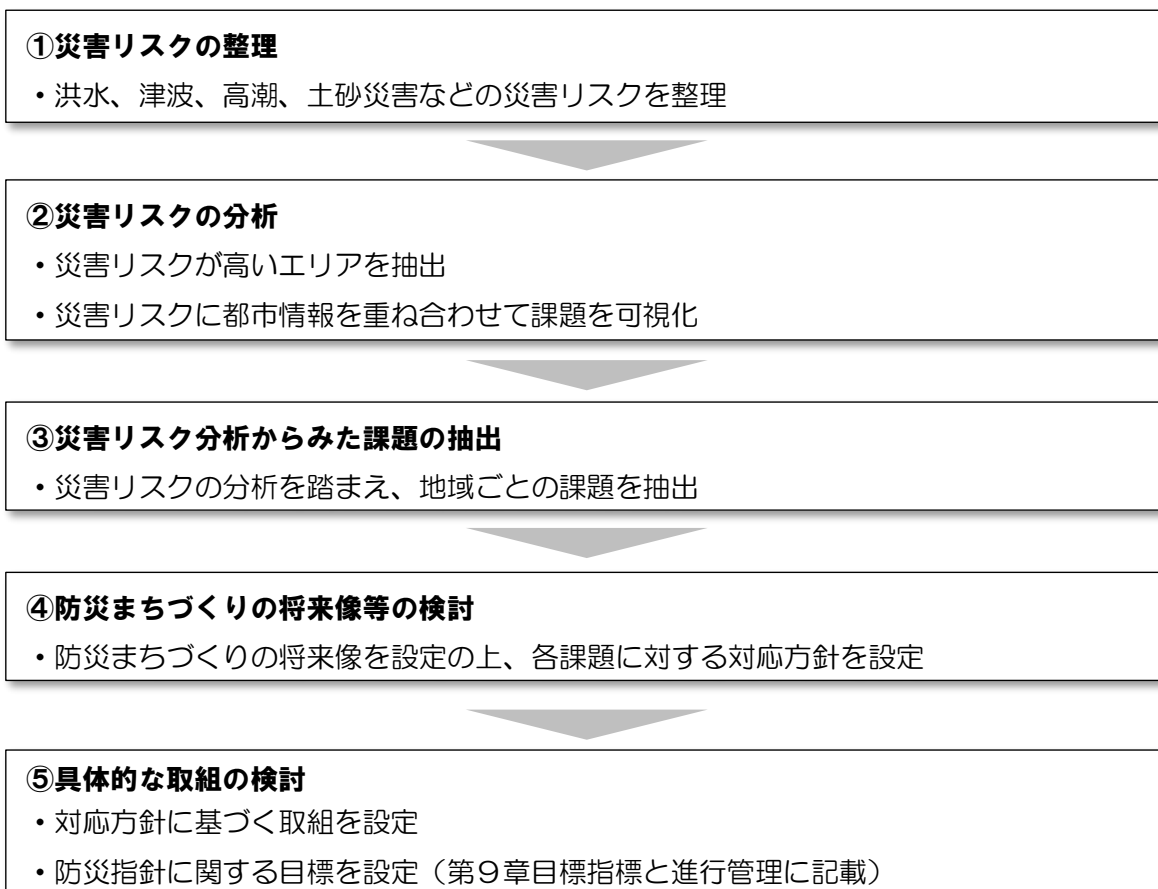 ①災害リスクの整理
・洪水、津波、高潮、土砂災害などの災害リスクを整理
②災害リスクの分析
・災害リスクが高いエリアを抽出
・災害リスクに都市情報を重ね合わせて課題を可視化
③災害リスク分析からみた課題の抽出
・災害リスクの分析を踏まえ、地域ごとの課題を抽出
④防災まちづくりの将来像等の検討
・防災まちづくりの将来像を設定の上、各課題に対する対応方針を設定
⑤具体的な取組の検討
・対応方針に基づく取組を設定
・防災指針に関する目標を設定（第９章目標指標と進行管理に記載）